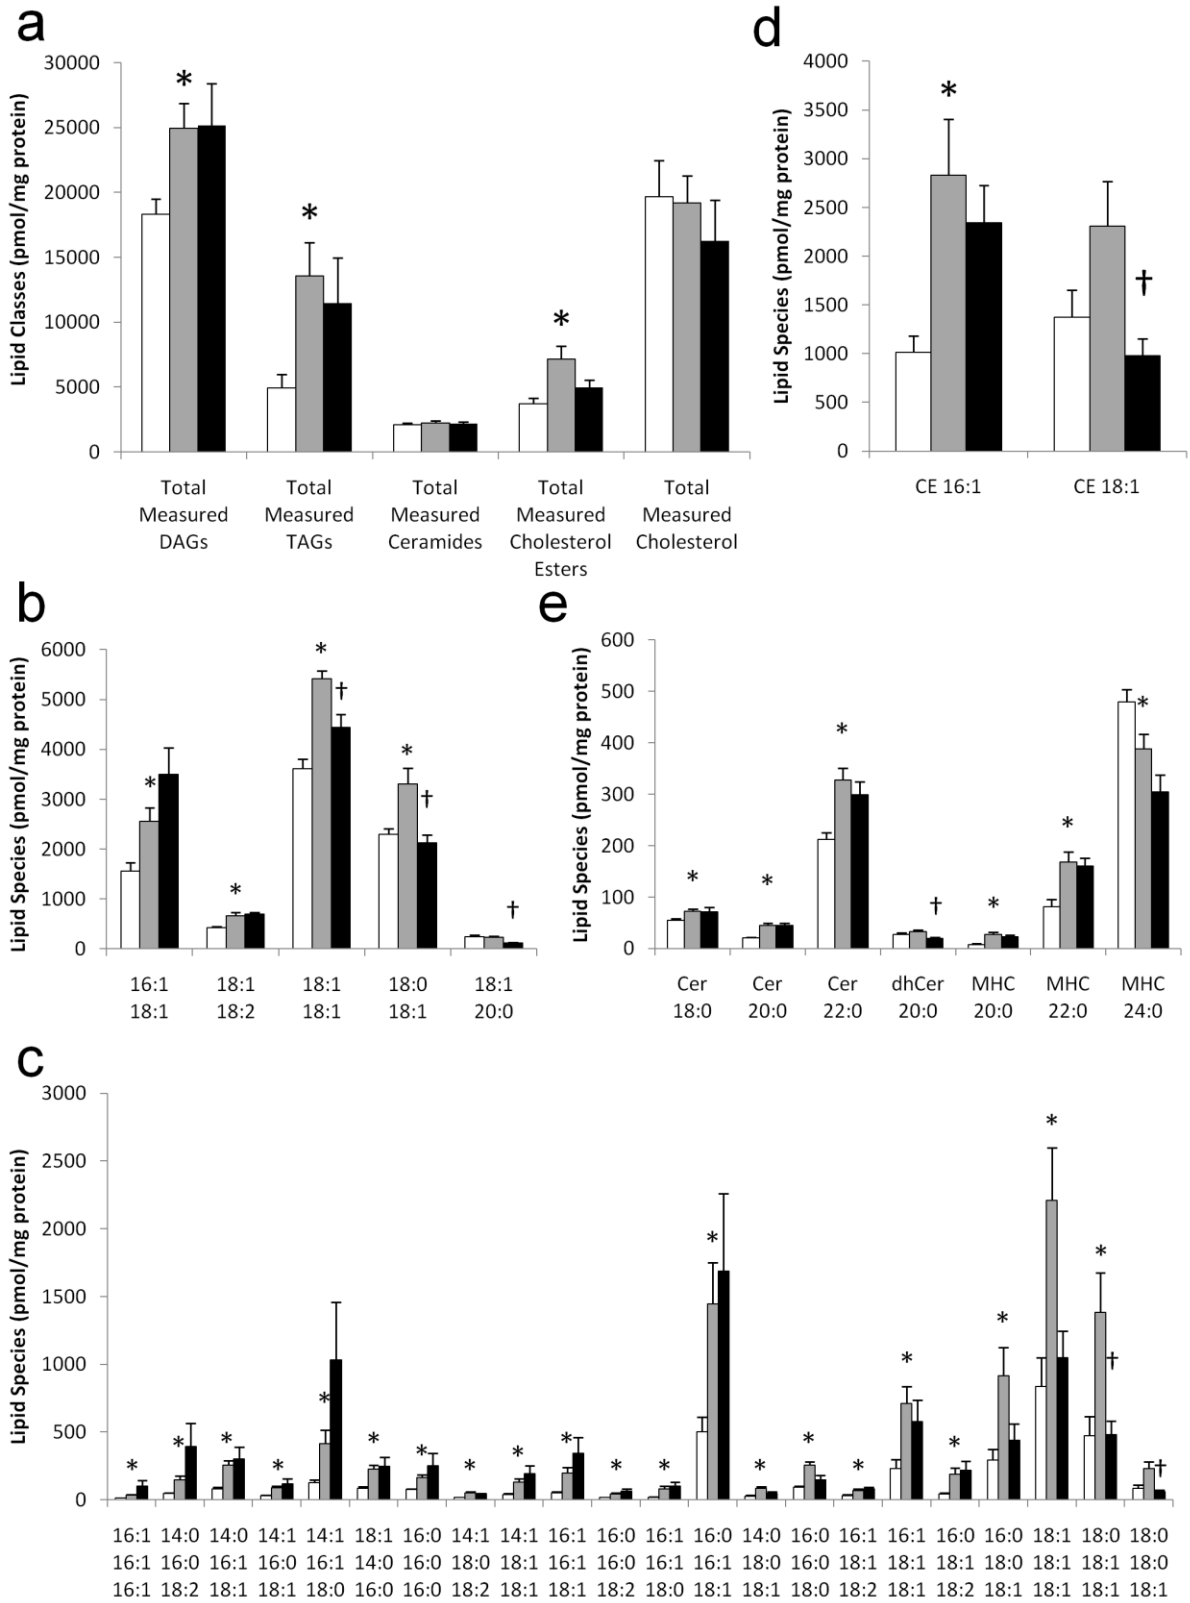 a
Lipid Classes (pmol/mg protein)
30000
25000
20000
15000
10000
5000
0
* * *
Total Total Total Total Total
Measured Measured Measured Measured Measured
DAGs TAGs Ceramides Cholesterol Cholesterol
Esters
d
Lipid Species (pmol/mg protein)
4000
3500
3000
2500
2000
1500
1000
500
0
* †
CE 16:1 CE 18:1
b
Lipid Species (pmol/mg protein)
6000
5000
4000
3000
2000
1000
0
* * * † * † †
16:1 18:1 18:1 18:0 18:1
18:1 18:2 18:1 18:1 20:0
e
Lipid Species (pmol/mg protein)
600
500
400
300
200
100
0
* * * † * * *
Cer Cer Cer dhCer MHC MHC MHC
18:0 20:0 22:0 20:0 20:0 22:0 24:0
c
Lipid Species (pmol/mg protein)
3000
2500
2000
1500
1000
500
0
* * * * * * * * * * * * * * * * * * * * * † †
16:1 14:0 14:0 14:1 14:1 18:1 16:0 14:1 14:1 16:1 16:0 16:1 16:0 14:0 16:0 16:1 16:1 16:0 16:0 18:1 18:0 18:0
16:1 16:0 16:1 16:0 16:1 14:0 16:0 18:0 18:1 16:1 16:0 16:1 16:1 18:0 16:0 18:1 18:1 16:1 18:0 18:1 18:1 18:0
16:1 18:2 18:1 18:1 18:0 16:0 16:0 18:2 18:1 18:1 18:2 18:0 18:1 18:1 18:0 18:2 18:1 18:2 18:1 18:1 18:1 18:1